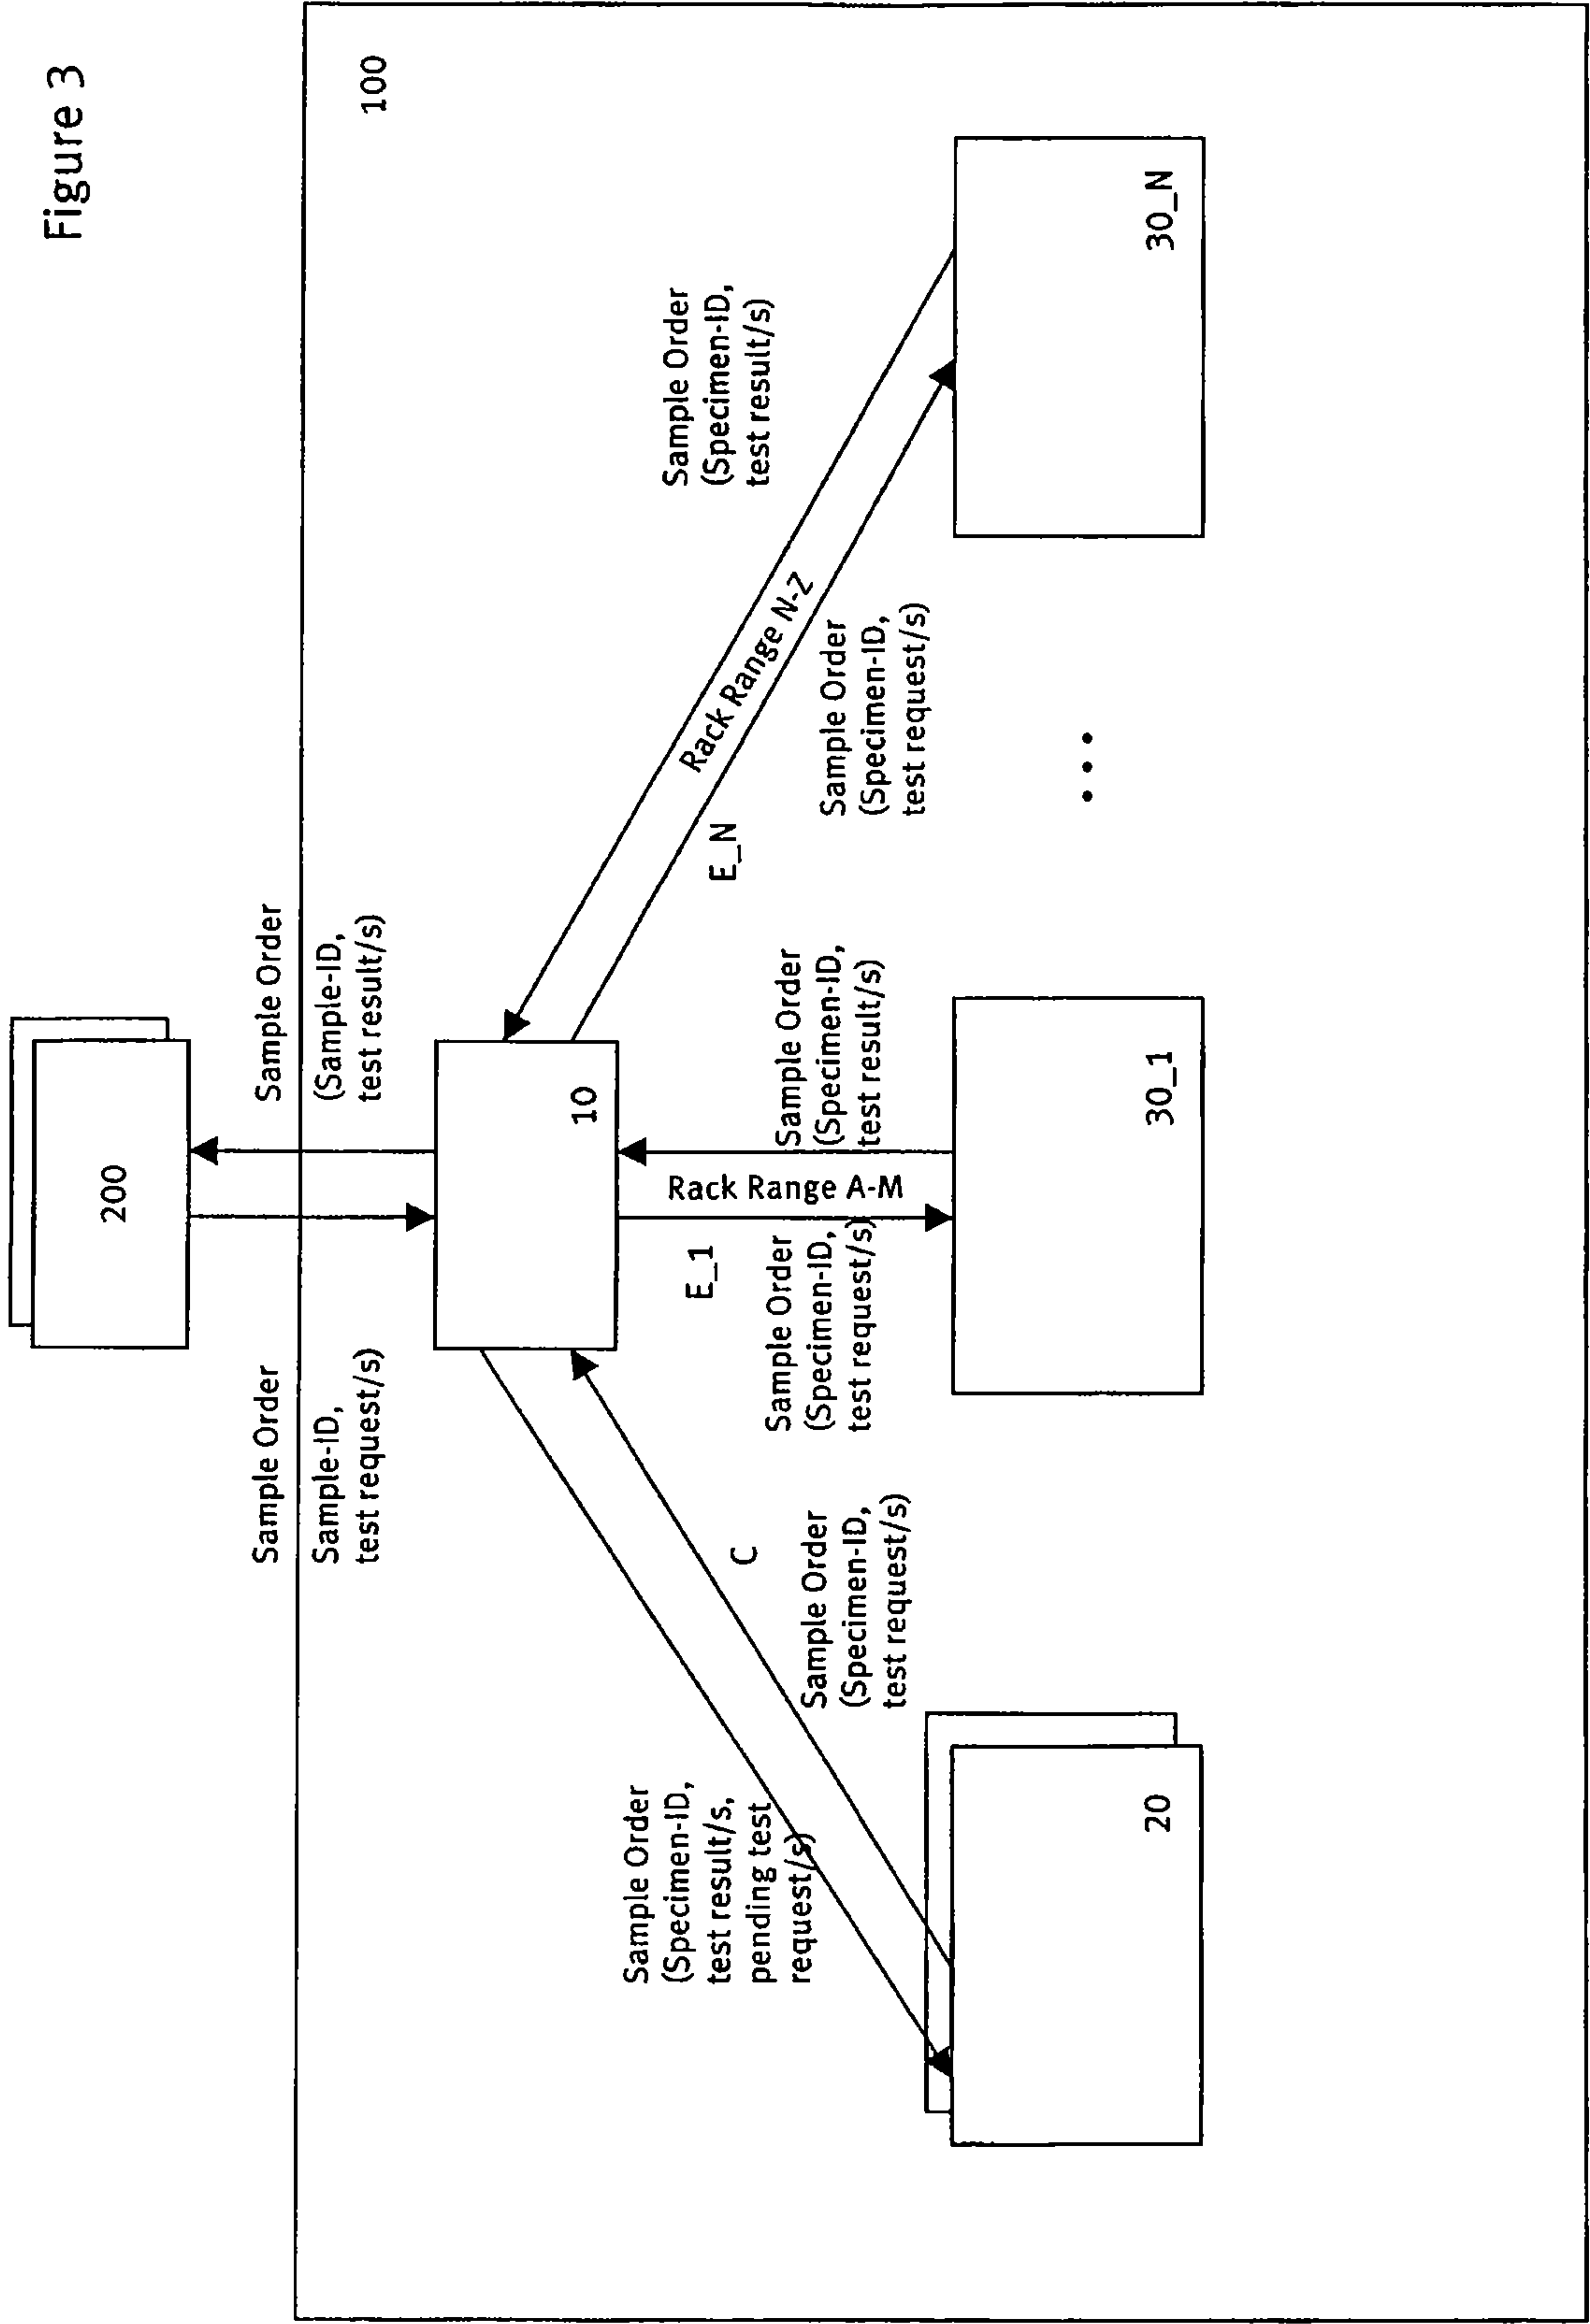 Figure 3
200
Sample Order
Sample-ID,
test request/s)
Sample Order
(Sample-ID,
test result/s)
100
10
Sample Order
(Specimen-ID,
test result/s,
pending test
request/s)
C
Sample Order
(Specimen-ID,
test request/s)
E_1
Sample Order
(Specimen-ID,
test request/s)
Rack Range A-M
Sample Order
(Specimen-ID,
test result/s)
E_N
Rack Range N-Z
Sample Order
(Specimen-ID,
test request/s)
Sample Order
(Specimen-ID,
test result/s)
20
30_1
...
30_N